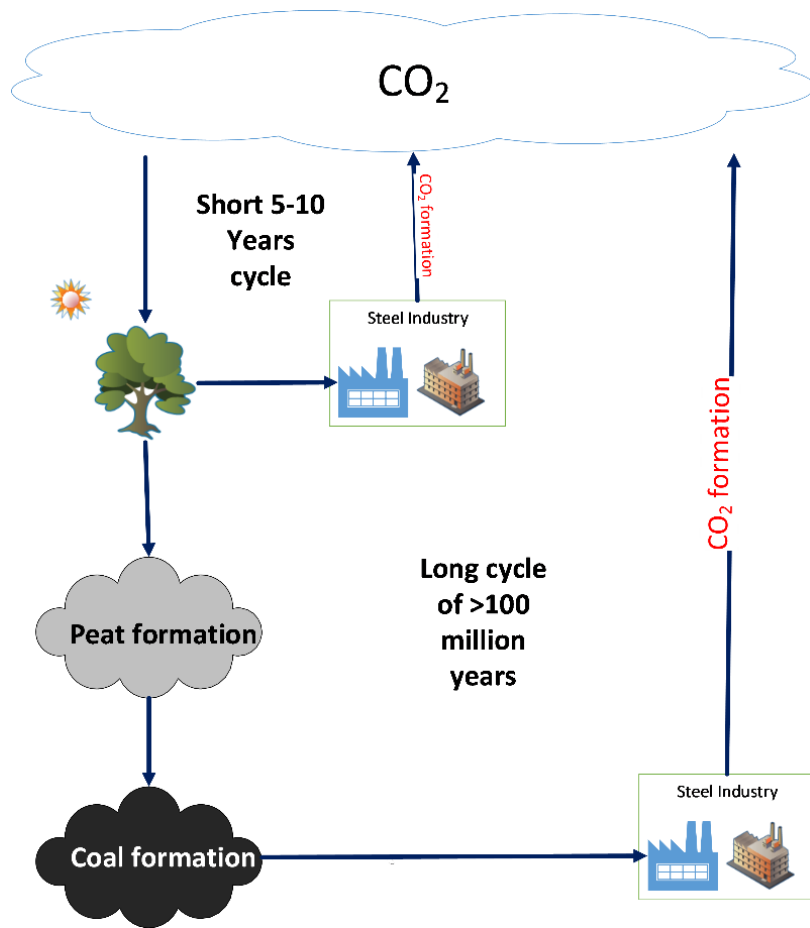 CO₂
Short 5-10
Years
cycle
CO₂ formation
Steel Industry
CO₂ formation
Peat formation
Long cycle
of >100
million
years
Steel Industry
Coal formation